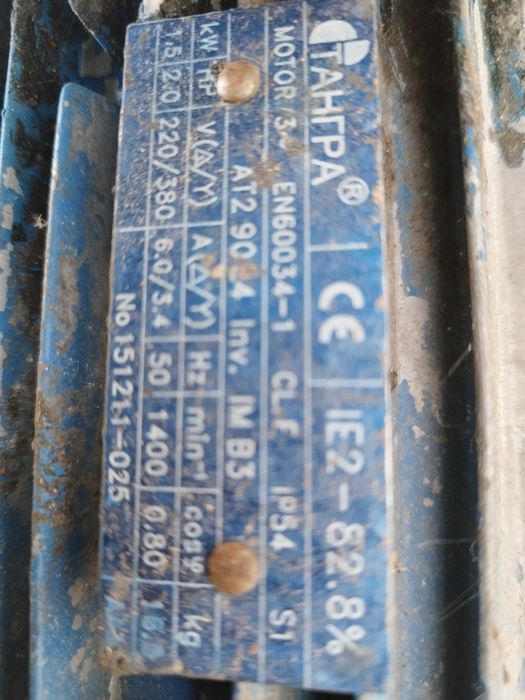 ТАНГРА® CE IE2-82.8%
MOTOR 3~ EN60034-1 CL.F IP54 S1
AT2 90 4 Inv. IM B3
kW HP V(Δ/Y) A(Δ/Y) Hz min⁻¹ cosφ kg
1.5 2.0 220/380 6.0/3.4 50 1400 0.80
No 151211-025